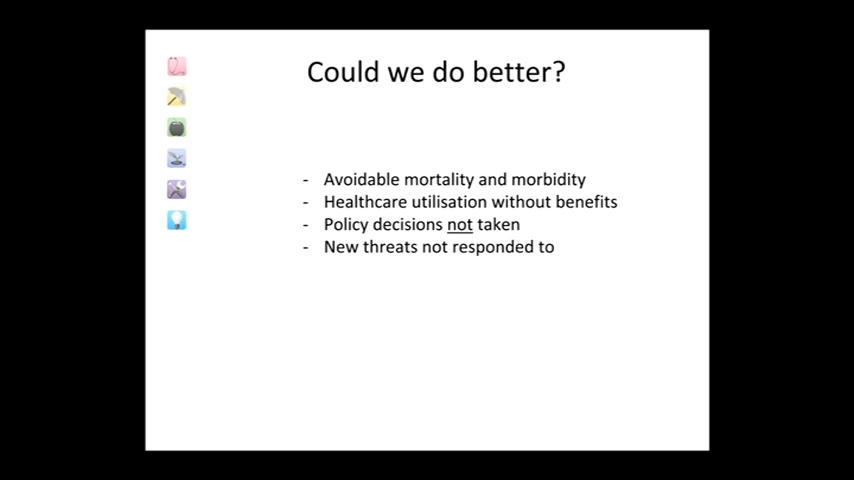 Could we do better?
- Avoidable mortality and morbidity
- Healthcare utilisation without benefits
- Policy decisions not taken
- New threats not responded to